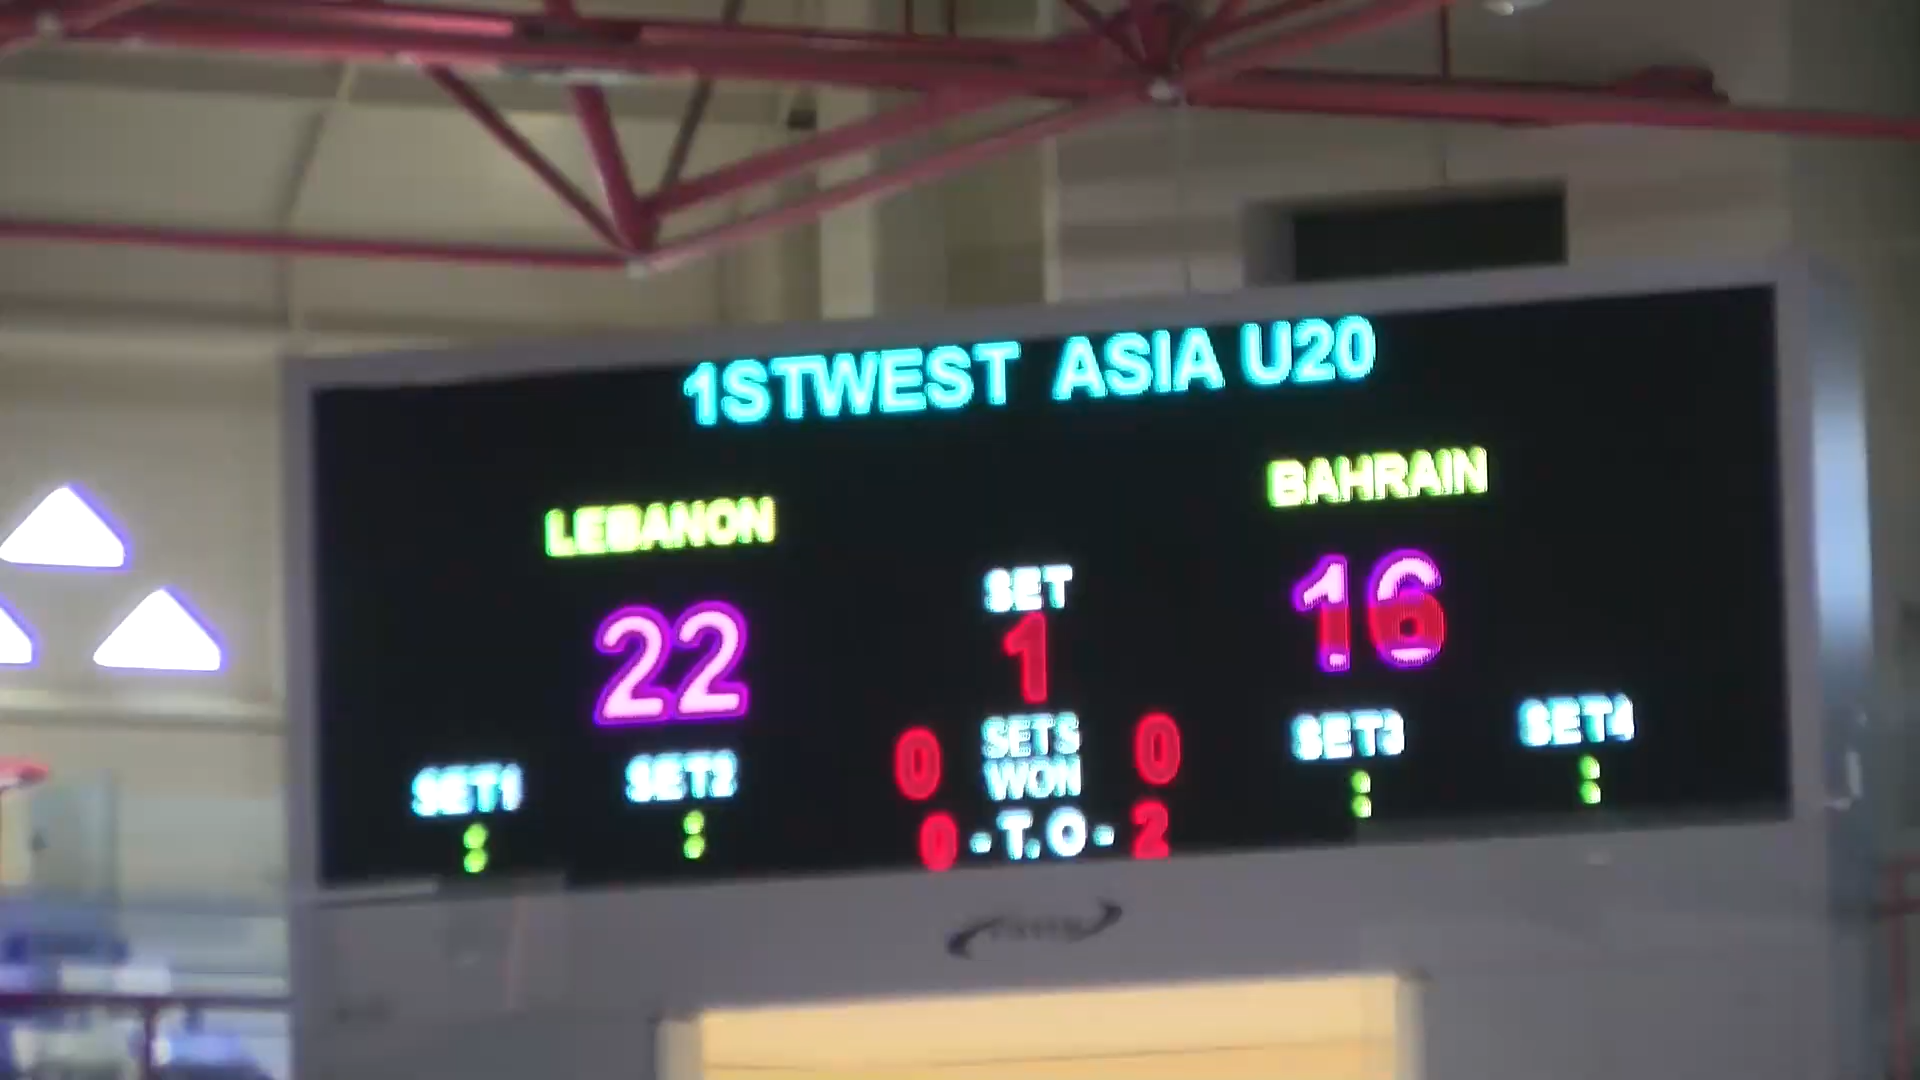 1STWEST ASIA U20
LEBANON
BAHRAIN
22
SET
1
16
SET1
:
SET2
:
0
SETS
WON
0
0 - T.O - 2
SET3
:
SET4
: